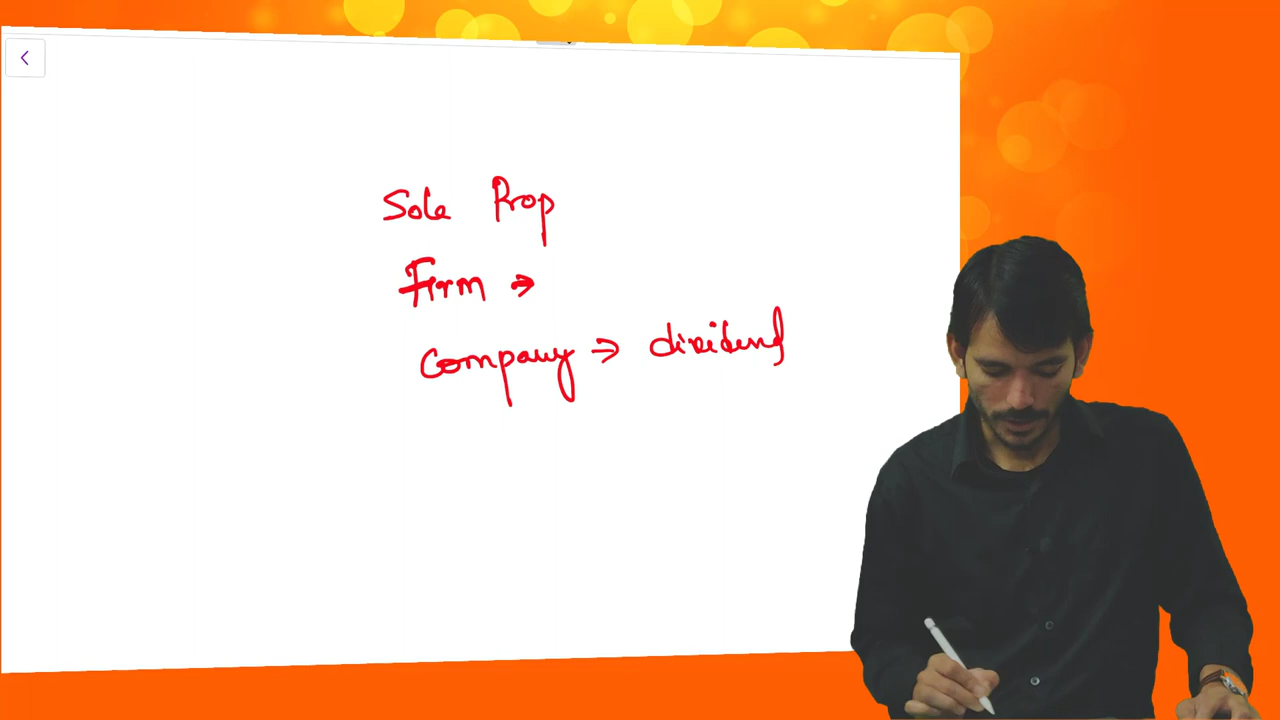 Sole Prop
Firm →
Company → dividend